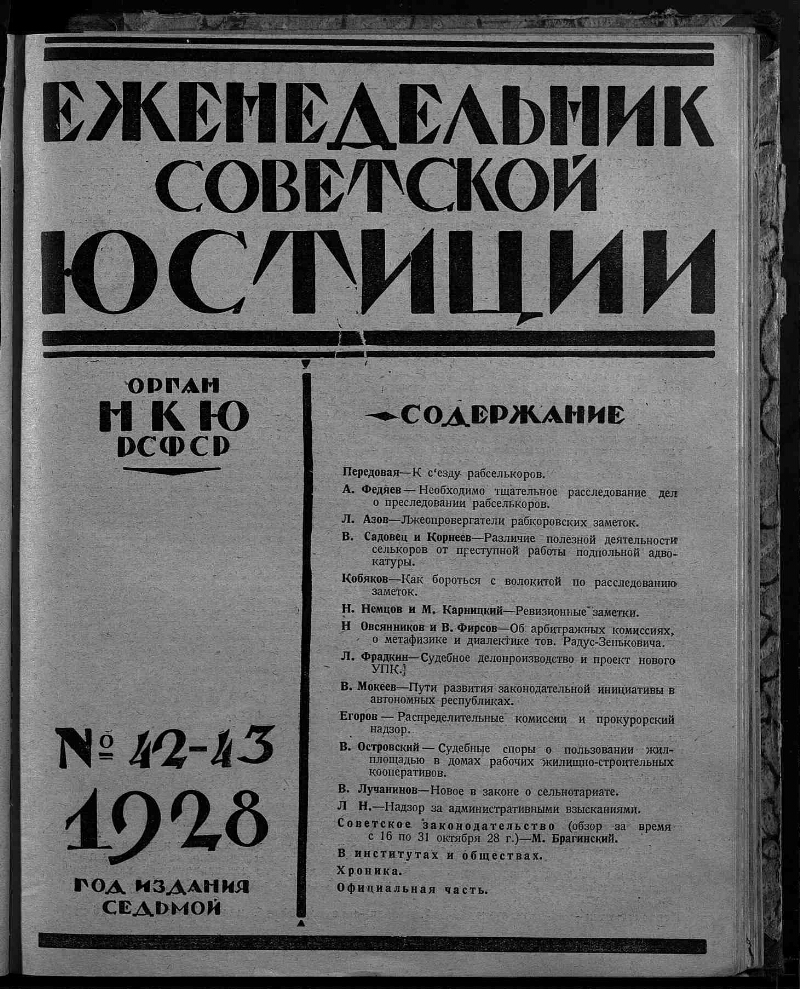 ЕЖЕНЕДЕЛЬНИК
СОВЕТСКОЙ
ЮСТИЦИИ
ОРГАН
НКЮ
РСФСР
№ 42-43
1928
ГОД ИЗДАНИЯ
СЕДЬМОЙ
СОДЕРЖАНИЕ
Передовая—К с'езду рабселькоров.
А. Федяев—Необходимо тщательное расследование дел
о преследовании рабселькоров.
Л. Азов—Лжеопровергатели рабкоровских заметок.
В. Садовец и Корнеев—Различие полезной деятельности
селькоров от преступной работы подпольной адво-
катуры.
Кобяков—Как бороться с волокитой по расследованию
заметок.
Н. Немцов и М. Карницкий—Ревизионные заметки.
Н Овсянников и В. Фирсов—Об арбитражных комиссиях,
о метафизике и диалектике тов. Радус-Зеньковича.
Л. Фрадкин—Судебное делопроизводство и проект нового
УПК.
В. Мокеев—Пути развития законодательной инициативы в
автономных республиках.
Егоров—Распределительные комиссии и прокурорский
надзор.
В. Островский—Судебные споры о пользовании жил-
площадью в домах рабочих жилищно-строительных
кооперативов.
В. Лучанинов—Новое в законе о сельнотариате.
Л Н.—Надзор за административными взысканиями.
Советское законодательство (обзор за время
с 16 по 31 октября 28 г.)—М. Брагинский.
В институтах и обществах.
Хроника.
Официальная часть.